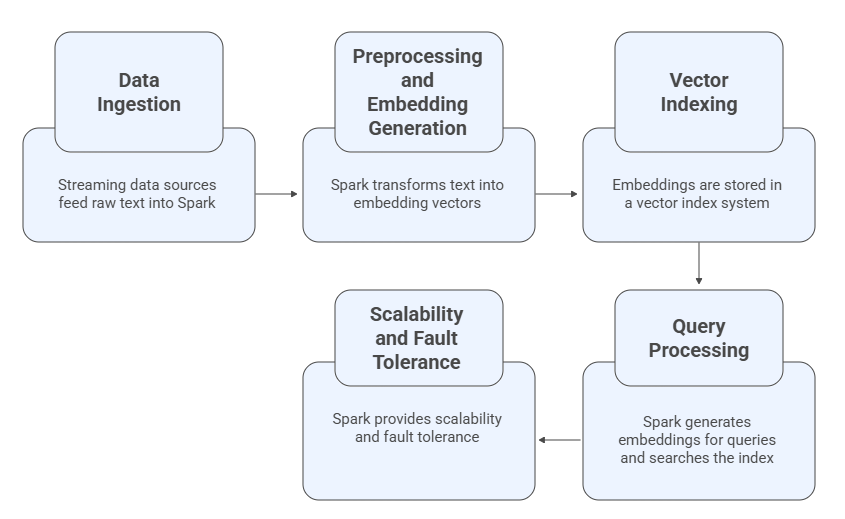 Data
Ingestion
Streaming data sources
feed raw text into Spark
Preprocessing
and
Embedding
Generation
Spark transforms text into
embedding vectors
Vector
Indexing
Embeddings are stored in
a vector index system
Query
Processing
Spark generates
embeddings for queries
and searches the index
Scalability
and Fault
Tolerance
Spark provides scalability
and fault tolerance